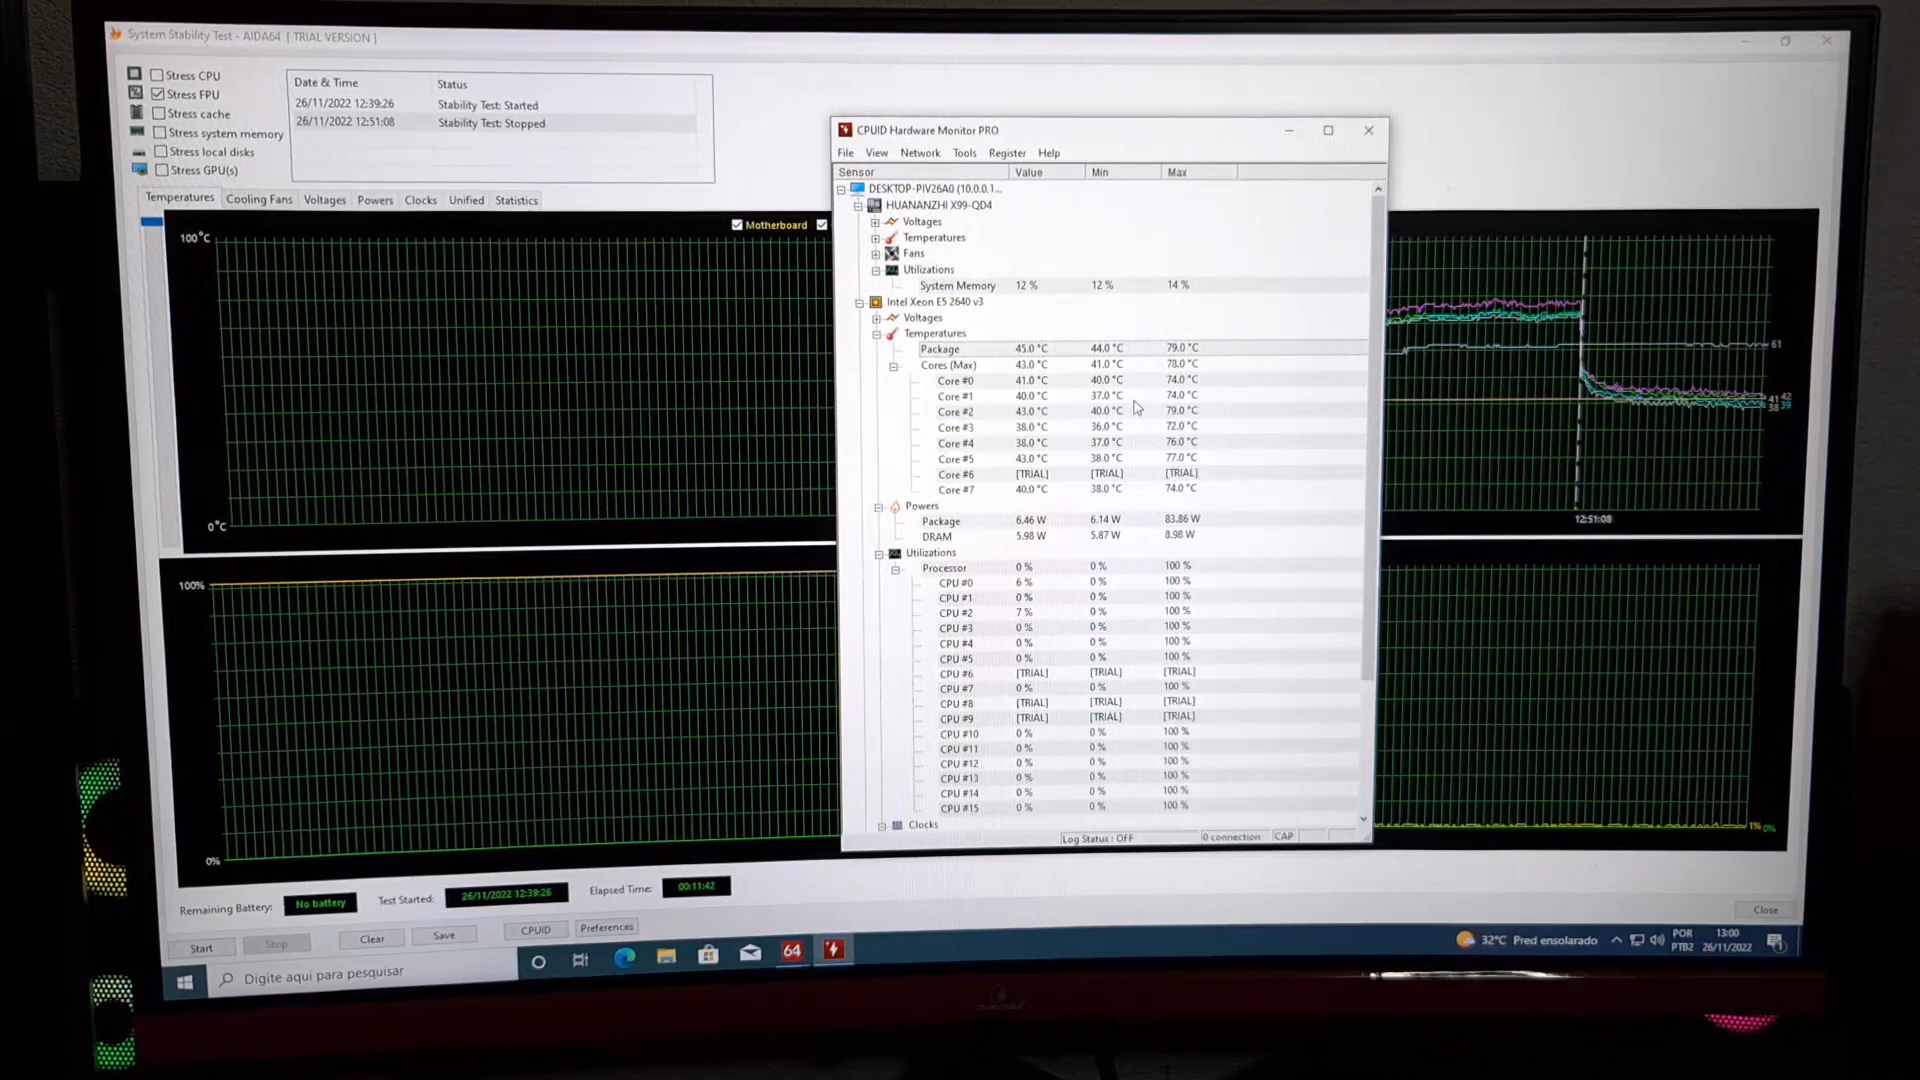 System Stability Test - AIDA64 [ TRIAL VERSION ]
Stress CPU
Stress FPU
Stress cache
Stress system memory
Stress local disks
Stress GPU(s)
Date & Time Status
26/11/2022 12:39:26 Stability Test: Started
26/11/2022 12:51:08 Stability Test: Stopped
Temperatures Cooling Fans Voltages Powers Clocks Unified Statistics
Motherboard
100°C
0°C
100%
0%
CPUID Hardware Monitor PRO
File View Network Tools Register Help
Sensor Value Min Max
DESKTOP-PIV26A0 (10.0.0.1...
HUANANZHI X99-QD4
Voltages
Temperatures
Fans
Utilizations
System Memory 12 % 12 % 14 %
Intel Xeon E5 2640 v3
Voltages
Temperatures
Package 45.0 °C 44.0 °C 79.0 °C
Cores (Max) 43.0 °C 41.0 °C 78.0 °C
Core #0 41.0 °C 40.0 °C 74.0 °C
Core #1 40.0 °C 37.0 °C 74.0 °C
Core #2 43.0 °C 40.0 °C 79.0 °C
Core #3 38.0 °C 36.0 °C 72.0 °C
Core #4 38.0 °C 37.0 °C 76.0 °C
Core #5 43.0 °C 38.0 °C 77.0 °C
Core #6 [TRIAL] [TRIAL] [TRIAL]
Core #7 40.0 °C 38.0 °C 74.0 °C
Powers
Package 6.46 W 6.14 W 83.86 W
DRAM 5.98 W 5.87 W 8.98 W
Utilizations
Processor 0 % 0 % 100 %
CPU #0 6 % 0 % 100 %
CPU #1 0 % 0 % 100 %
CPU #2 7 % 0 % 100 %
CPU #3 0 % 0 % 100 %
CPU #4 0 % 0 % 100 %
CPU #5 0 % 0 % 100 %
CPU #6 [TRIAL] [TRIAL] [TRIAL]
CPU #7 0 % 0 % 100 %
CPU #8 [TRIAL] [TRIAL] [TRIAL]
CPU #9 [TRIAL] [TRIAL] [TRIAL]
CPU #10 0 % 0 % 100 %
CPU #11 0 % 0 % 100 %
CPU #12 0 % 0 % 100 %
CPU #13 0 % 0 % 100 %
CPU #14 0 % 0 % 100 %
CPU #15 0 % 0 % 100 %
Clocks
Log Status : OFF 0 connection CAP
61
41 42
38 39
12:51:08
1% 0%
Remaining Battery: No battery Test Started: 26/11/2022 12:39:26 Elapsed Time: 00:11:42
Start Stop Clear Save CPUID Preferences Close
Digite aqui para pesquisar
64
32°C Pred ensolarado
POR
PTB2
13:00
26/11/2022
1